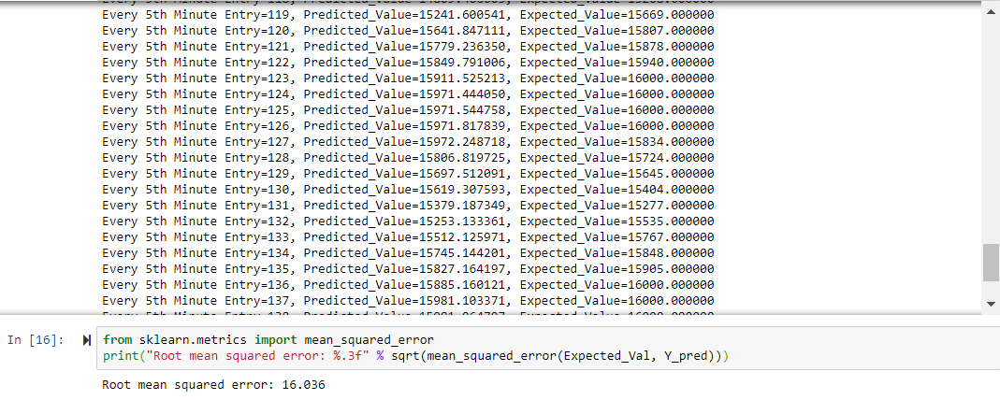 Every 5th Minute Entry=119, Predicted_Value=15241.600541, Expected_Value=15669.000000
Every 5th Minute Entry=120, Predicted_Value=15641.847111, Expected_Value=15807.000000
Every 5th Minute Entry=121, Predicted_Value=15779.236350, Expected_Value=15878.000000
Every 5th Minute Entry=122, Predicted_Value=15849.791006, Expected_Value=15940.000000
Every 5th Minute Entry=123, Predicted_Value=15911.525213, Expected_Value=16000.000000
Every 5th Minute Entry=124, Predicted_Value=15971.444050, Expected_Value=16000.000000
Every 5th Minute Entry=125, Predicted_Value=15971.544758, Expected_Value=16000.000000
Every 5th Minute Entry=126, Predicted_Value=15971.817839, Expected_Value=16000.000000
Every 5th Minute Entry=127, Predicted_Value=15972.248718, Expected_Value=15834.000000
Every 5th Minute Entry=128, Predicted_Value=15806.819725, Expected_Value=15724.000000
Every 5th Minute Entry=129, Predicted_Value=15697.512091, Expected_Value=15645.000000
Every 5th Minute Entry=130, Predicted_Value=15619.307593, Expected_Value=15404.000000
Every 5th Minute Entry=131, Predicted_Value=15379.187349, Expected_Value=15277.000000
Every 5th Minute Entry=132, Predicted_Value=15253.133361, Expected_Value=15535.000000
Every 5th Minute Entry=133, Predicted_Value=15512.125971, Expected_Value=15767.000000
Every 5th Minute Entry=134, Predicted_Value=15745.144201, Expected_Value=15848.000000
Every 5th Minute Entry=135, Predicted_Value=15827.164197, Expected_Value=15905.000000
Every 5th Minute Entry=136, Predicted_Value=15885.160121, Expected_Value=16000.000000
Every 5th Minute Entry=137, Predicted_Value=15981.103371, Expected_Value=16000.000000
In [16]: from sklearn.metrics import mean_squared_error
print("Root mean squared error: %.3f" % sqrt(mean_squared_error(Expected_Val, Y_pred)))
Root mean squared error: 16.036